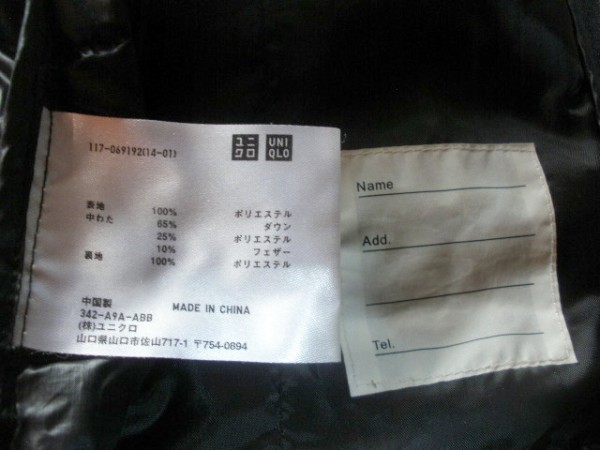 117-069192(14-01)
ユニ
クロ
UNI
QLO
表地 100% ポリエステル
中わた 65% ダウン
25% ポリエステル
10% フェザー
裏地 100% ポリエステル
中国製 MADE IN CHINA
342-A9A-ABB
(株)ユニクロ
山口県山口市佐山717-1 〒754-0894
Name
Add.
Tel.